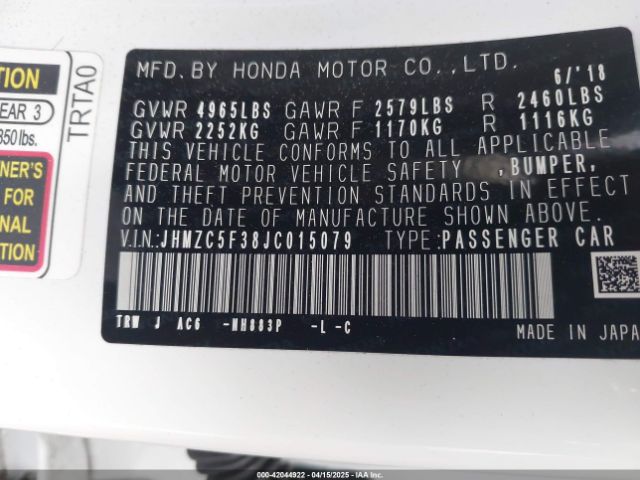 TION
EAR 3
850 lbs.
NER'S
FOR
NAL
TION
TRTA0
MFD.BY HONDA MOTOR CO.,LTD. 6/'18
GVWR 4965LBS GAWR F 2579LBS R 2460LBS
GVWR 2252KG GAWR F 1170KG R 1116KG
THIS VEHICLE CONFORMS TO ALL APPLICABLE
FEDERAL MOTOR VEHICLE SAFETY ,BUMPER,
AND THEFT PREVENTION STANDARDS IN EFFECT
ON THE DATE OF MANUFACTURE SHOWN ABOVE.
V.I.N.:JHMZC5F38JC015079 TYPE:PASSENGER CAR
TRW J AC6 -NH883P -L -C
MADE IN JAPA
000-42044922 - 04/15/2025 - IAAI.COM